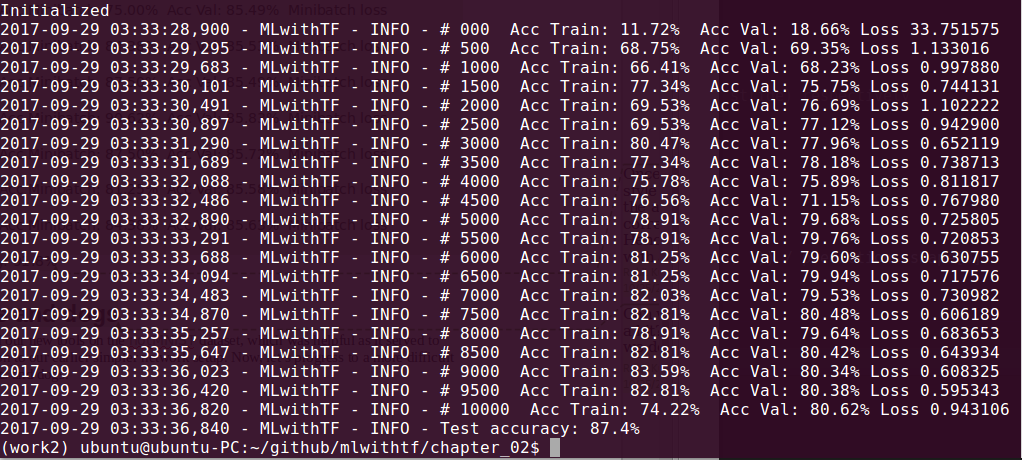 Initialized
2017-09-29 03:33:28,900 - MLwithTF - INFO - # 000  Acc Train: 11.72%  Acc Val: 18.66% Loss 33.751575
2017-09-29 03:33:29,295 - MLwithTF - INFO - # 500  Acc Train: 68.75%  Acc Val: 69.35% Loss 1.133016
2017-09-29 03:33:29,683 - MLwithTF - INFO - # 1000  Acc Train: 66.41%  Acc Val: 68.23% Loss 0.997880
2017-09-29 03:33:30,101 - MLwithTF - INFO - # 1500  Acc Train: 77.34%  Acc Val: 75.75% Loss 0.744131
2017-09-29 03:33:30,491 - MLwithTF - INFO - # 2000  Acc Train: 69.53%  Acc Val: 76.69% Loss 1.102222
2017-09-29 03:33:30,897 - MLwithTF - INFO - # 2500  Acc Train: 69.53%  Acc Val: 77.12% Loss 0.942900
2017-09-29 03:33:31,290 - MLwithTF - INFO - # 3000  Acc Train: 80.47%  Acc Val: 77.96% Loss 0.652119
2017-09-29 03:33:31,689 - MLwithTF - INFO - # 3500  Acc Train: 77.34%  Acc Val: 78.18% Loss 0.738713
2017-09-29 03:33:32,088 - MLwithTF - INFO - # 4000  Acc Train: 75.78%  Acc Val: 75.89% Loss 0.811817
2017-09-29 03:33:32,486 - MLwithTF - INFO - # 4500  Acc Train: 76.56%  Acc Val: 71.15% Loss 0.767980
2017-09-29 03:33:32,890 - MLwithTF - INFO - # 5000  Acc Train: 78.91%  Acc Val: 79.68% Loss 0.725805
2017-09-29 03:33:33,291 - MLwithTF - INFO - # 5500  Acc Train: 78.91%  Acc Val: 79.76% Loss 0.720853
2017-09-29 03:33:33,688 - MLwithTF - INFO - # 6000  Acc Train: 81.25%  Acc Val: 79.60% Loss 0.630755
2017-09-29 03:33:34,094 - MLwithTF - INFO - # 6500  Acc Train: 81.25%  Acc Val: 79.94% Loss 0.717576
2017-09-29 03:33:34,483 - MLwithTF - INFO - # 7000  Acc Train: 82.03%  Acc Val: 79.53% Loss 0.730982
2017-09-29 03:33:34,870 - MLwithTF - INFO - # 7500  Acc Train: 82.81%  Acc Val: 80.48% Loss 0.606189
2017-09-29 03:33:35,257 - MLwithTF - INFO - # 8000  Acc Train: 78.91%  Acc Val: 79.64% Loss 0.683653
2017-09-29 03:33:35,647 - MLwithTF - INFO - # 8500  Acc Train: 82.81%  Acc Val: 80.42% Loss 0.643934
2017-09-29 03:33:36,023 - MLwithTF - INFO - # 9000  Acc Train: 83.59%  Acc Val: 80.34% Loss 0.608325
2017-09-29 03:33:36,420 - MLwithTF - INFO - # 9500  Acc Train: 82.81%  Acc Val: 80.38% Loss 0.595343
2017-09-29 03:33:36,820 - MLwithTF - INFO - # 10000  Acc Train: 74.22%  Acc Val: 80.62% Loss 0.943106
2017-09-29 03:33:36,840 - MLwithTF - INFO - Test accuracy: 87.4%
(work2) ubuntu@ubuntu-PC:~/github/mlwithtf/chapter_02$